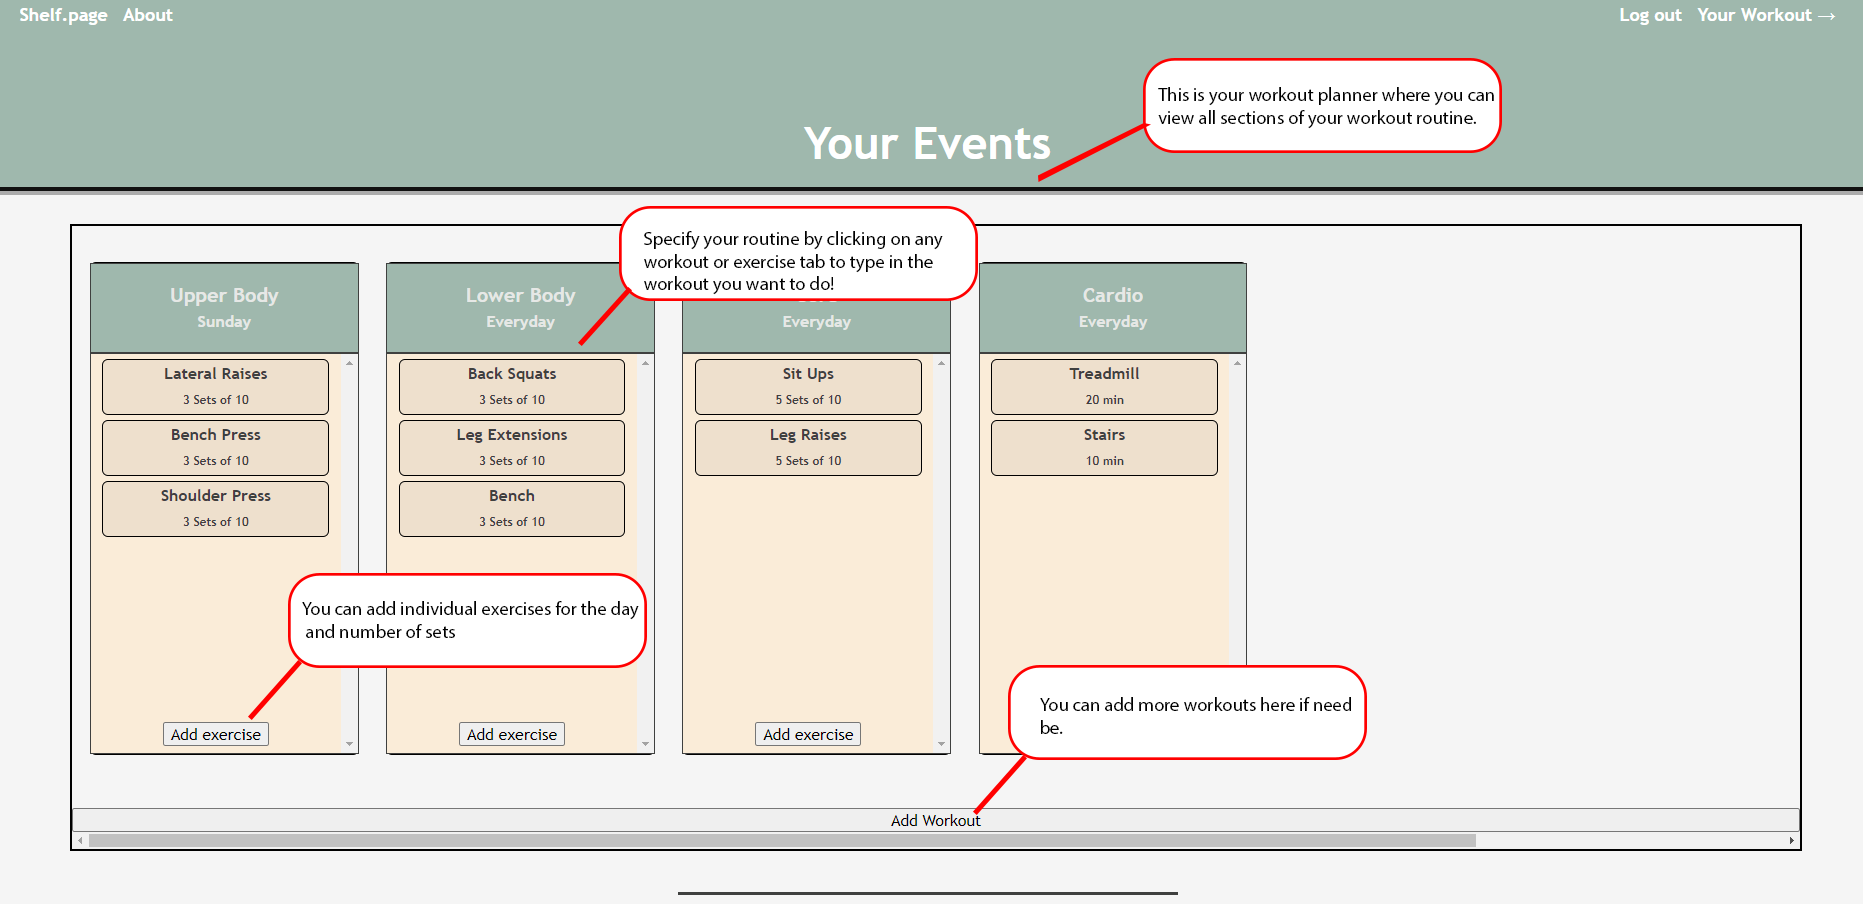 Shelf.page About
Log out Your Workout →
This is your workout planner where you can
view all sections of your workout routine.
Your Events
Specify your routine by clicking on any
workout or exercise tab to type in the
workout you want to do!
Upper Body
Sunday
Lateral Raises
3 Sets of 10
Bench Press
3 Sets of 10
Shoulder Press
3 Sets of 10
Add exercise
Lower Body
Everyday
Back Squats
3 Sets of 10
Leg Extensions
3 Sets of 10
Bench
3 Sets of 10
Add exercise
Everyday
Sit Ups
5 Sets of 10
Leg Raises
5 Sets of 10
Add exercise
Cardio
Everyday
Treadmill
20 min
Stairs
10 min
You can add individual exercises for the day
and number of sets
You can add more workouts here if need
be.
Add Workout